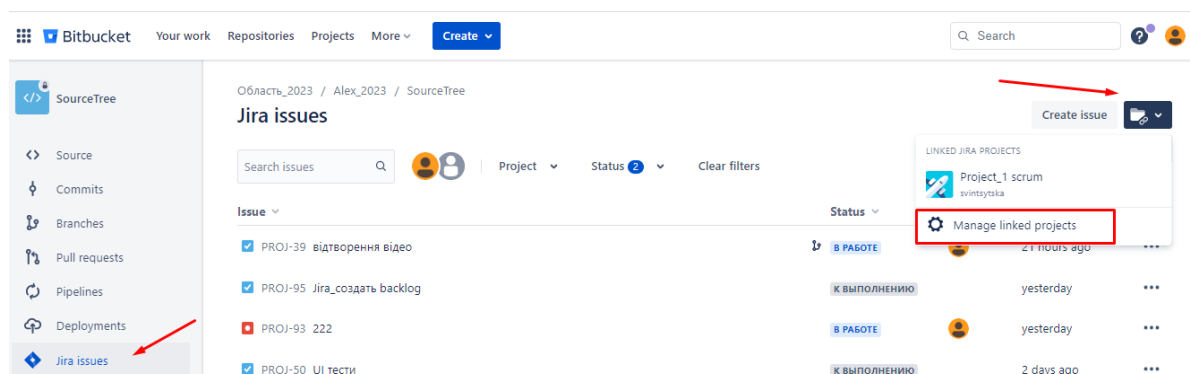 Bitbucket Your work Repositories Projects More Create Search
SourceTree
Область_2023 / Alex_2023 / SourceTree
Jira issues
Create issue
LINKED JIRA PROJECTS
Project_1 scrum
svintsytska
Manage linked projects
Source
Commits
Branches
Pull requests
Pipelines
Deployments
Jira issues
Search issues Project Status 2 Clear filters
Issue Status
PROJ-39 відтворення відео В РАБОТЕ 21 hours ago
PROJ-95 Jira_создать backlog К ВЫПОЛНЕНИЮ yesterday
PROJ-93 222 В РАБОТЕ yesterday
PROJ-50 UI тести К ВЫПОЛНЕНИЮ 2 days ago